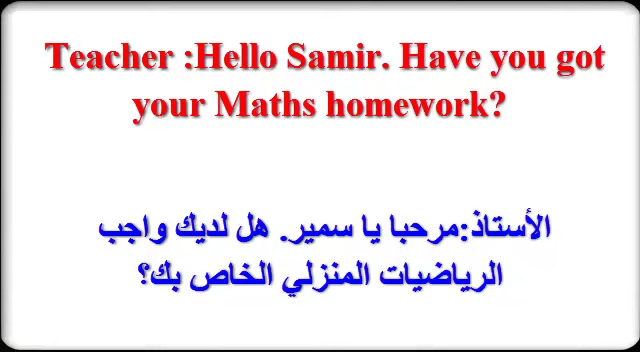 Teacher :Hello Samir. Have you got
your Maths homework?
الأستاذ:مرحبا يا سمير. هل لديك واجب
الرياضيات المنزلي الخاص بك؟